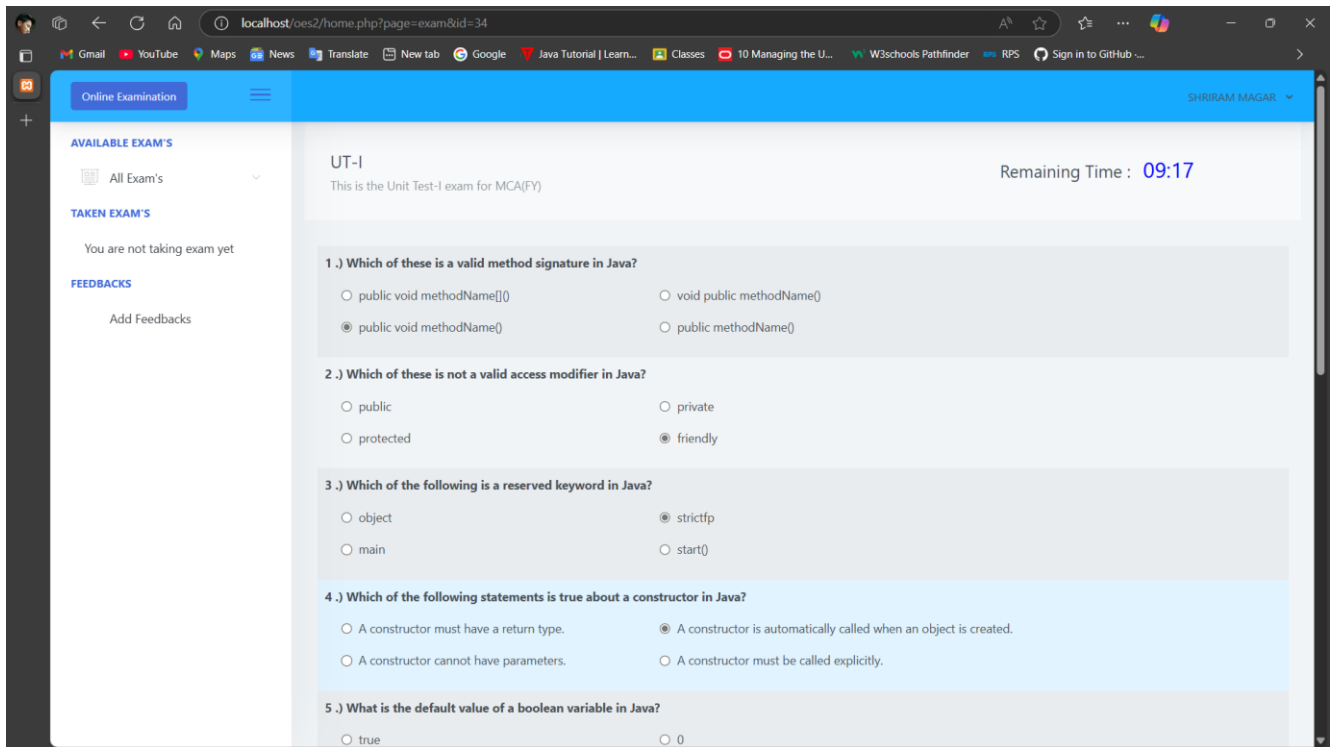 localhost/oes2/home.php?page=exam&id=34
Gmail YouTube Maps News Translate New tab Google Java Tutorial | Learn... Classes 10 Managing the U... W3schools Pathfinder RPS RPS Sign in to GitHub ·...
Online Examination SHRIRAM MAGAR
AVAILABLE EXAM'S
All Exam's
TAKEN EXAM'S
You are not taking exam yet
FEEDBACKS
Add Feedbacks
UT-I
This is the Unit Test-I exam for MCA(FY)
Remaining Time : 09:17
1 .) Which of these is a valid method signature in Java?
public void methodName[]() void public methodName()
public void methodName() public methodName()
2 .) Which of these is not a valid access modifier in Java?
public private
protected friendly
3 .) Which of the following is a reserved keyword in Java?
object strictfp
main start()
4 .) Which of the following statements is true about a constructor in Java?
A constructor must have a return type. A constructor is automatically called when an object is created.
A constructor cannot have parameters. A constructor must be called explicitly.
5 .) What is the default value of a boolean variable in Java?
true 0